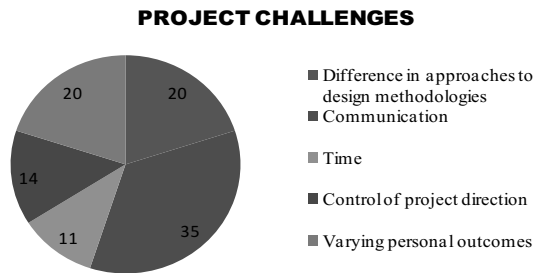 PROJECT CHALLENGES
20
20
35
11
14
Difference in approaches to
design methodologies
Communication
Time
Control of project direction
Varying personal outcomes